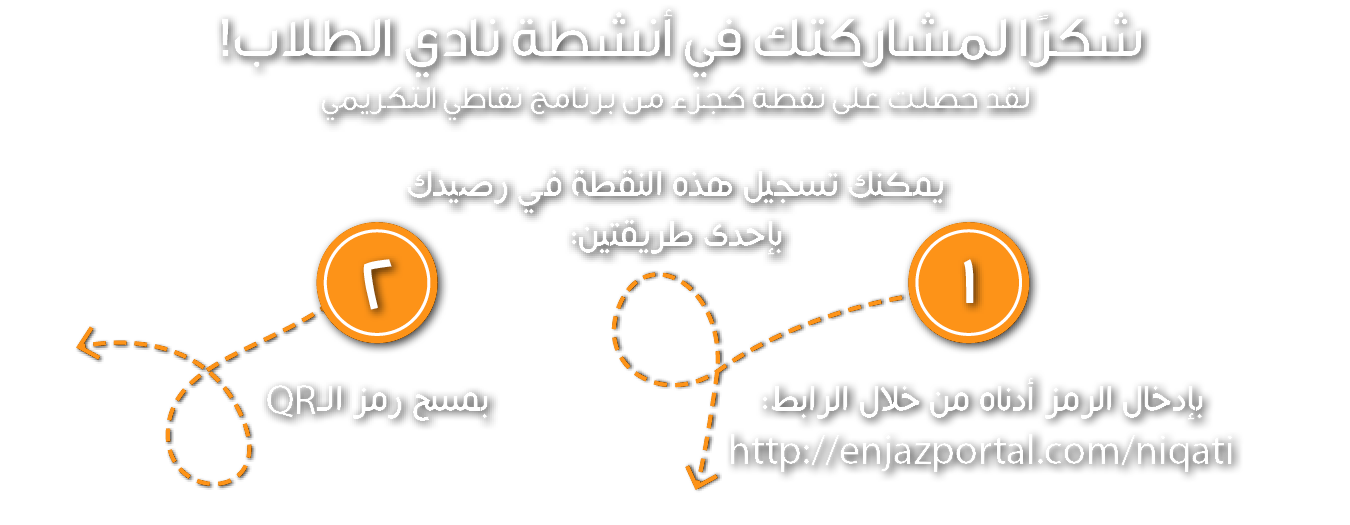 شكرًا لمشاركتك في أنشطة نادي الطلاب!
لقد حصلت على نقطة كجزء من برنامج نقاطي التكريمي
يمكنك تسجيل هذه النقطة في رصيدك
بإحدى طريقتين:
١
بإدخال الرمز أدناه من خلال الرابط:
http://enjazportal.com/niqati
٢
بمسح رمز الـQR